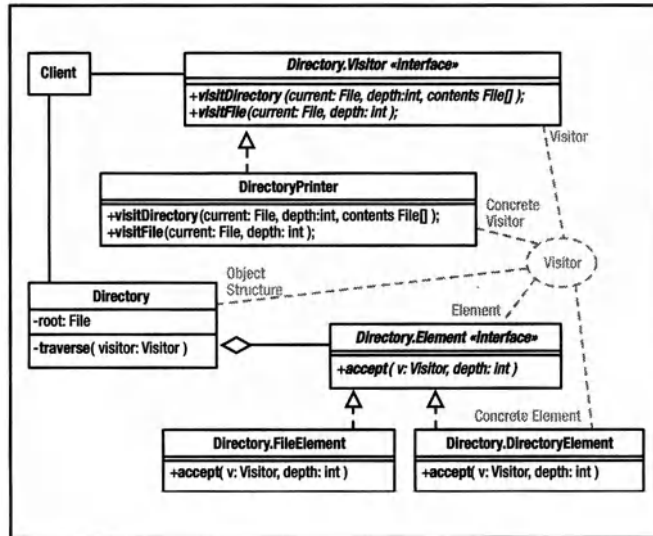 Client
Directory.Visitor «interface»
+visitDirectory (current: File, depth:int, contents File[] );
+visitFile(current: File, depth: int );
Visitor
DirectoryPrinter
+visitDirectory(current: File, depth:int, contents File[] );
+visitFile(current: File, depth: int );
Concrete
Visitor
Visitor
Object
Structure
Directory
-root: File
-traverse( visitor: Visitor )
Element
Directory.Element «interface»
+accept( v: Visitor, depth: int )
Concrete Element
Directory.FileElement
+accept( v: Visitor, depth: int )
Directory.DirectoryElement
+accept( v: Visitor, depth: int )